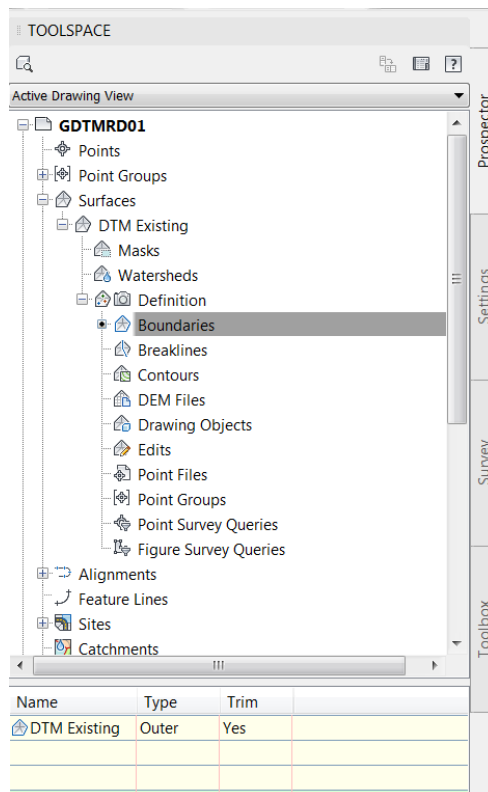 TOOLSPACE
?
Active Drawing View
GDTMRD01
Points
Point Groups
Surfaces
DTM Existing
Masks
Watersheds
Definition
Boundaries
Breaklines
Contours
DEM Files
Drawing Objects
Edits
Point Files
Point Groups
Point Survey Queries
Figure Survey Queries
Alignments
Feature Lines
Sites
Catchments
Name Type Trim
DTM Existing Outer Yes
Prospector
Settings
Survey
Toolbox